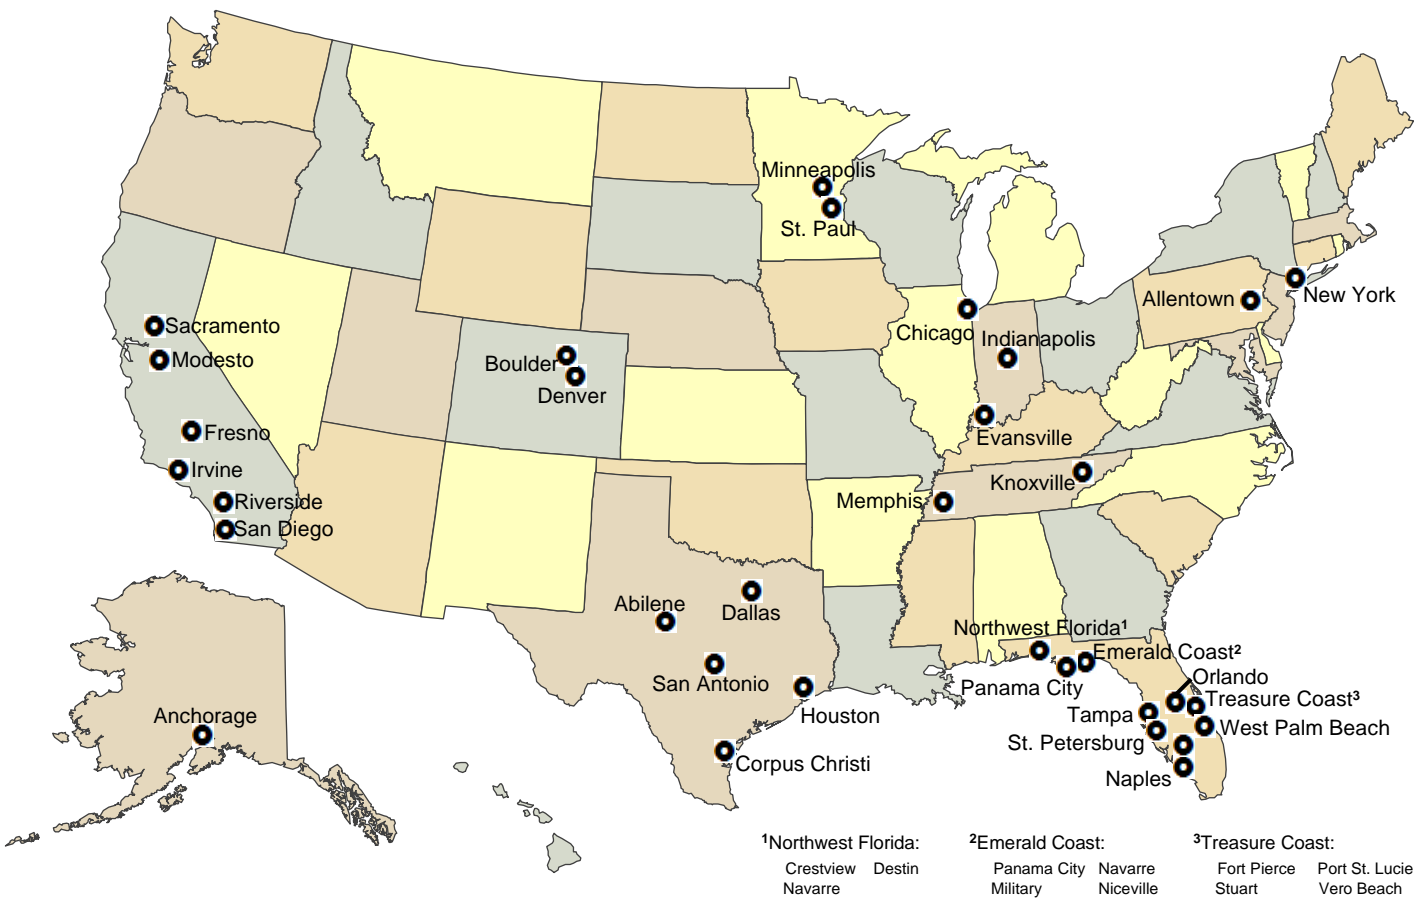 Minneapolis
St. Paul
New York
Allentown
Sacramento
Chicago
Indianapolis
Modesto
Boulder
Denver
Fresno
Evansville
Irvine
Knoxville
Riverside
Memphis
San Diego
Abilene
Dallas
Northwest Florida¹
Emerald Coast²
Orlando
San Antonio
Panama City
Treasure Coast³
Anchorage
Houston
Tampa
West Palm Beach
St. Petersburg
Corpus Christi
Naples
¹Northwest Florida: ²Emerald Coast: ³Treasure Coast:
Crestview Destin Panama City Navarre Fort Pierce Port St. Lucie
Navarre Military Niceville Stuart Vero Beach